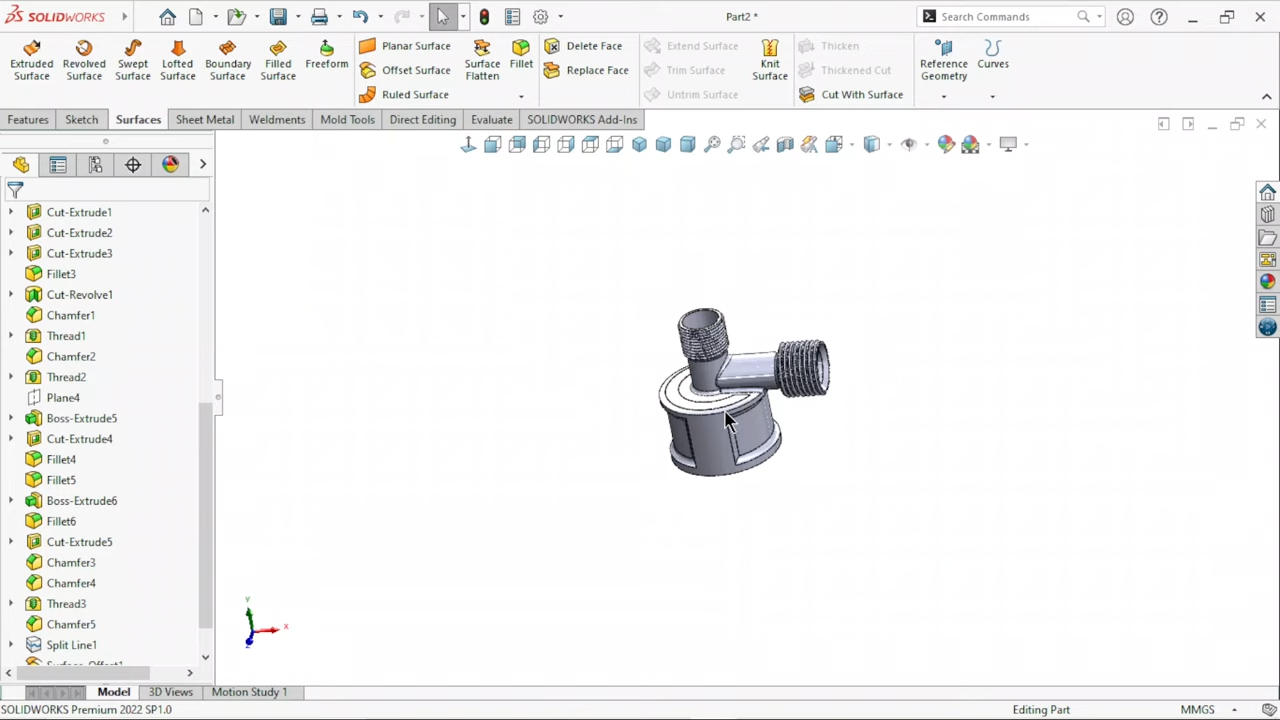 SOLIDWORKS
Part2 *
Search Commands
Extruded Surface
Revolved Surface
Swept Surface
Lofted Surface
Boundary Surface
Filled Surface
Freeform
Planar Surface
Offset Surface
Ruled Surface
Surface Flatten
Fillet
Delete Face
Replace Face
Extend Surface
Trim Surface
Untrim Surface
Knit Surface
Thicken
Thickened Cut
Cut With Surface
Reference Geometry
Curves
Features
Sketch
Surfaces
Sheet Metal
Weldments
Mold Tools
Direct Editing
Evaluate
SOLIDWORKS Add-Ins
Cut-Extrude1
Cut-Extrude2
Cut-Extrude3
Fillet3
Cut-Revolve1
Chamfer1
Thread1
Chamfer2
Thread2
Plane4
Boss-Extrude5
Cut-Extrude4
Fillet4
Fillet5
Boss-Extrude6
Fillet6
Cut-Extrude5
Chamfer3
Chamfer4
Thread3
Chamfer5
Split Line1
Surface-Offset1
Y
X
Z
Model
3D Views
Motion Study 1
SOLIDWORKS Premium 2022 SP1.0
Editing Part
MMGS